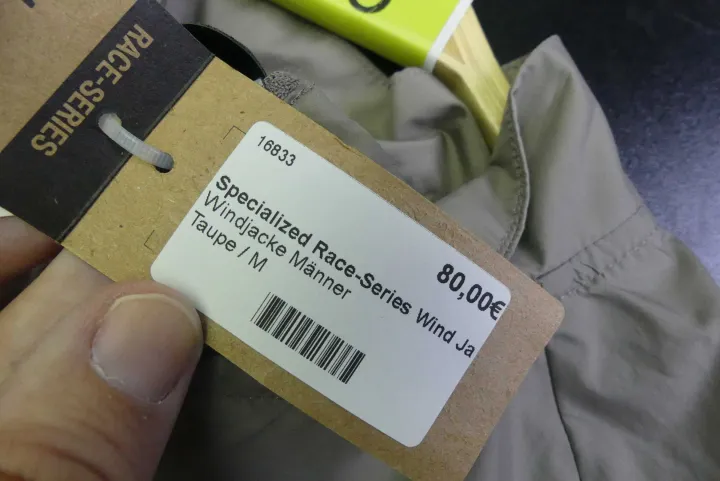 RACE-SERIES
16833
80,00€
Specialized Race-Series Wind Ja
Windjacke Männer
Taupe / M